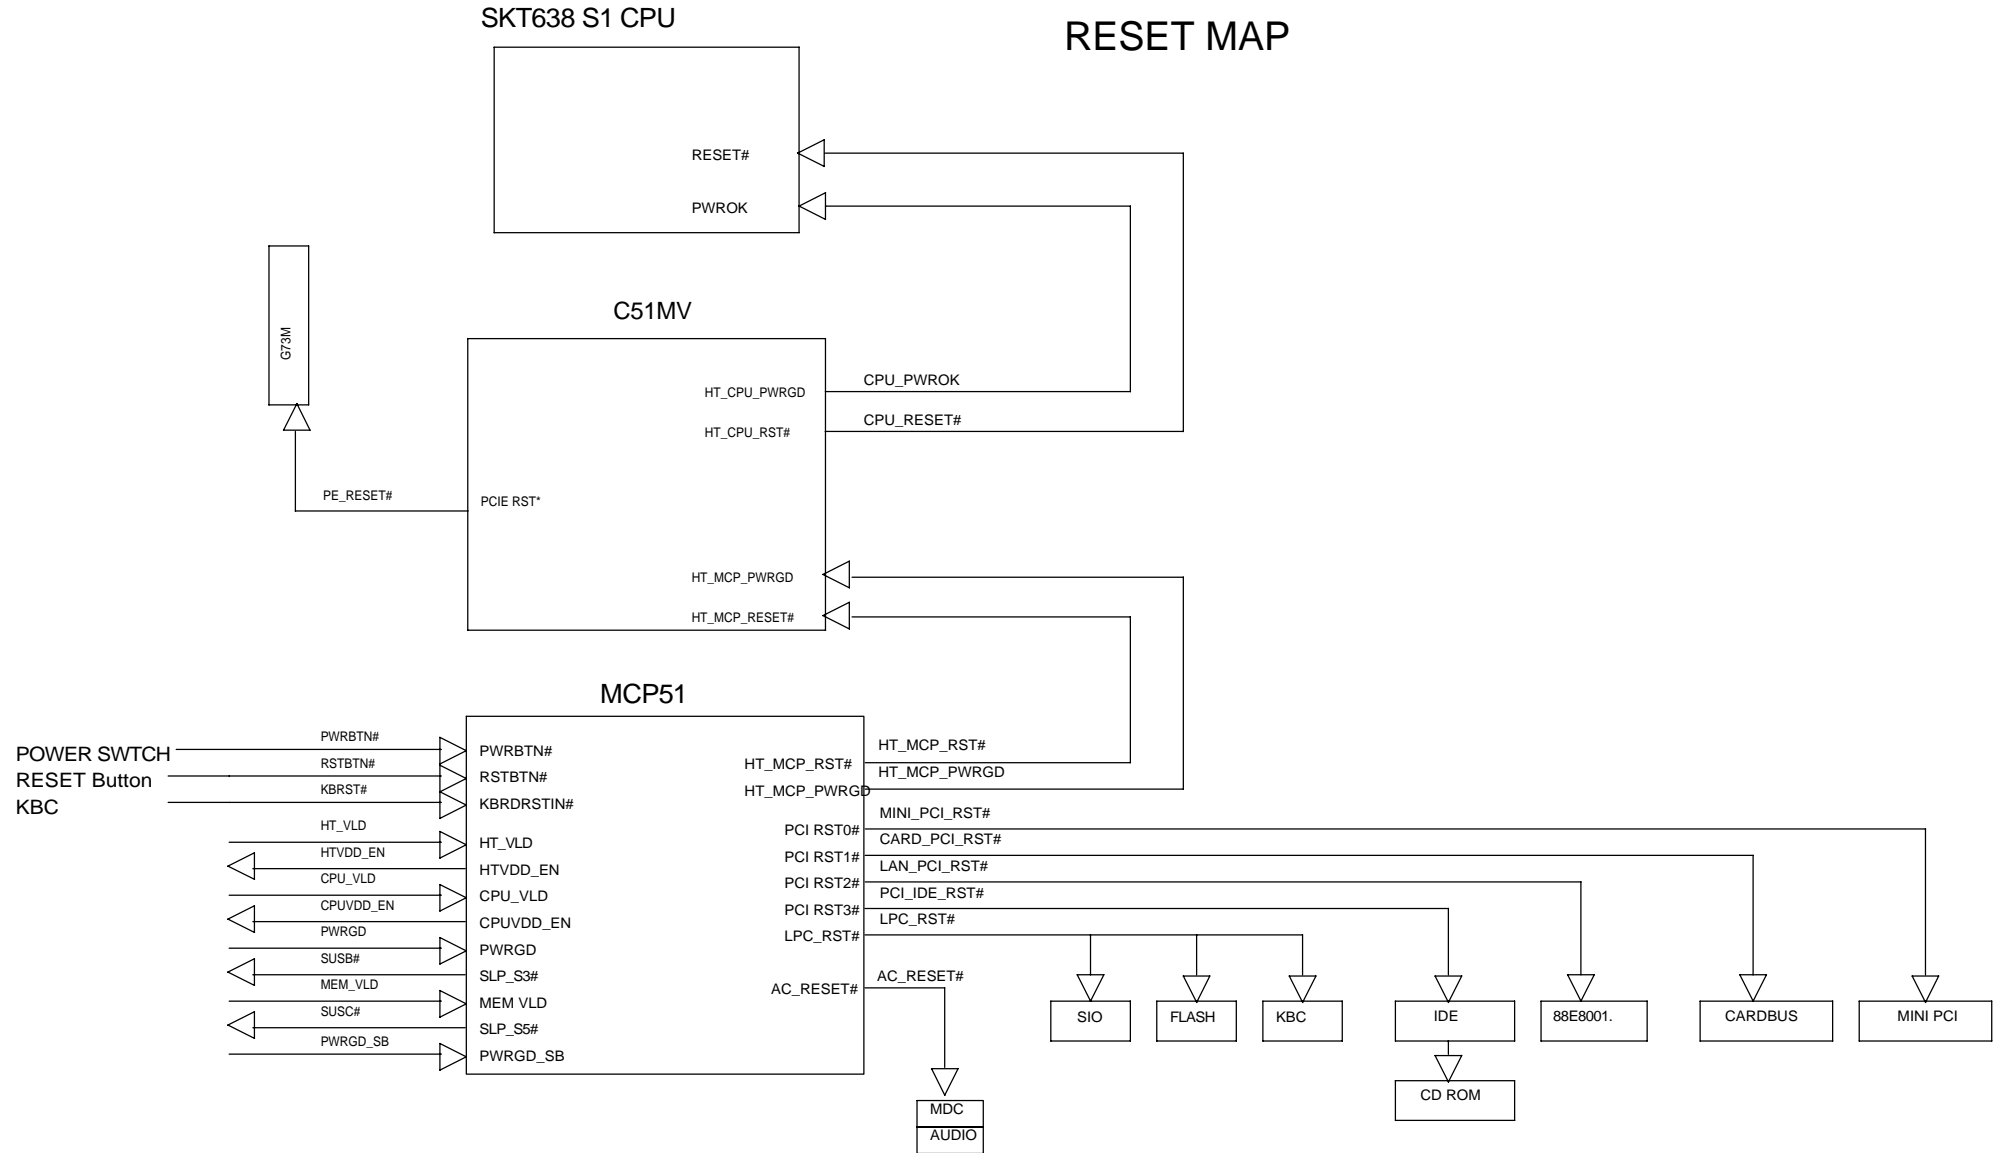 SKT638 S1 CPU
RESET MAP
RESET#
PWROK
G73M
C51MV
HT_CPU_PWRGD
CPU_PWROK
HT_CPU_RST#
CPU_RESET#
PE_RESET#
PCIE RST*
HT_MCP_PWRGD
HT_MCP_RESET#
MCP51
POWER SWTCH
RESET Button
KBC
PWRBTN#
RSTBTN#
KBRST#
HT_VLD
HTVDD_EN
CPU_VLD
CPUVDD_EN
PWRGD
SUSB#
MEM_VLD
SUSC#
PWRGD_SB
PWRBTN#
RSTBTN#
KBRDRSTIN#
HT_VLD
HTVDD_EN
CPU_VLD
CPUVDD_EN
PWRGD
SLP_S3#
MEM VLD
SLP_S5#
PWRGD_SB
HT_MCP_RST#
HT_MCP_PWRGD
PCI RST0#
PCI RST1#
PCI RST2#
PCI RST3#
LPC_RST#
AC_RESET#
HT_MCP_RST#
HT_MCP_PWRGD
MINI_PCI_RST#
CARD_PCI_RST#
LAN_PCI_RST#
PCI_IDE_RST#
LPC_RST#
AC_RESET#
SIO
FLASH
KBC
IDE
88E8001.
CARDBUS
MINI PCI
CD ROM
MDC
AUDIO